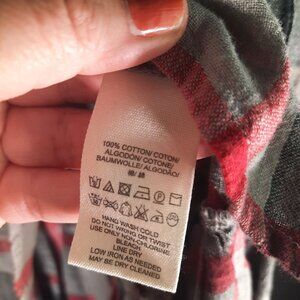 100% COTTON/COTON/
ALGODÓN/COTONE/
BAUMWOLLE/ALGODÃO/
HAND WASH COLD
DO NOT WRING OR TWIST
USE ONLY NON-CHLORINE
BLEACH
LINE DRY
LOW IRON AS NEEDED
MAY BE DRY CLEANED